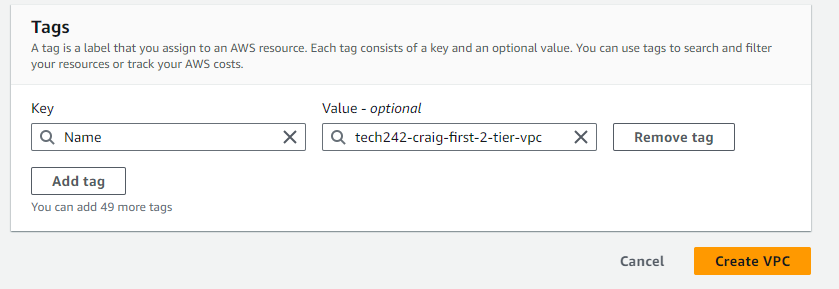 Tags
A tag is a label that you assign to an AWS resource. Each tag consists of a key and an optional value. You can use tags to search and filter
your resources or track your AWS costs.
Key
Value - optional
Name
tech242-craig-first-2-tier-vpc
Remove tag
Add tag
You can add 49 more tags
Cancel
Create VPC